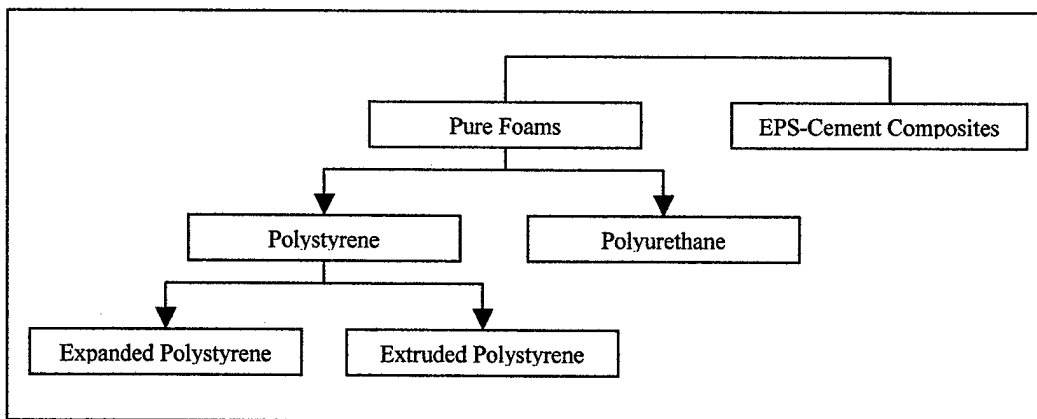 Pure Foams
EPS-Cement Composites
Polystyrene
Polyurethane
Expanded Polystyrene
Extruded Polystyrene